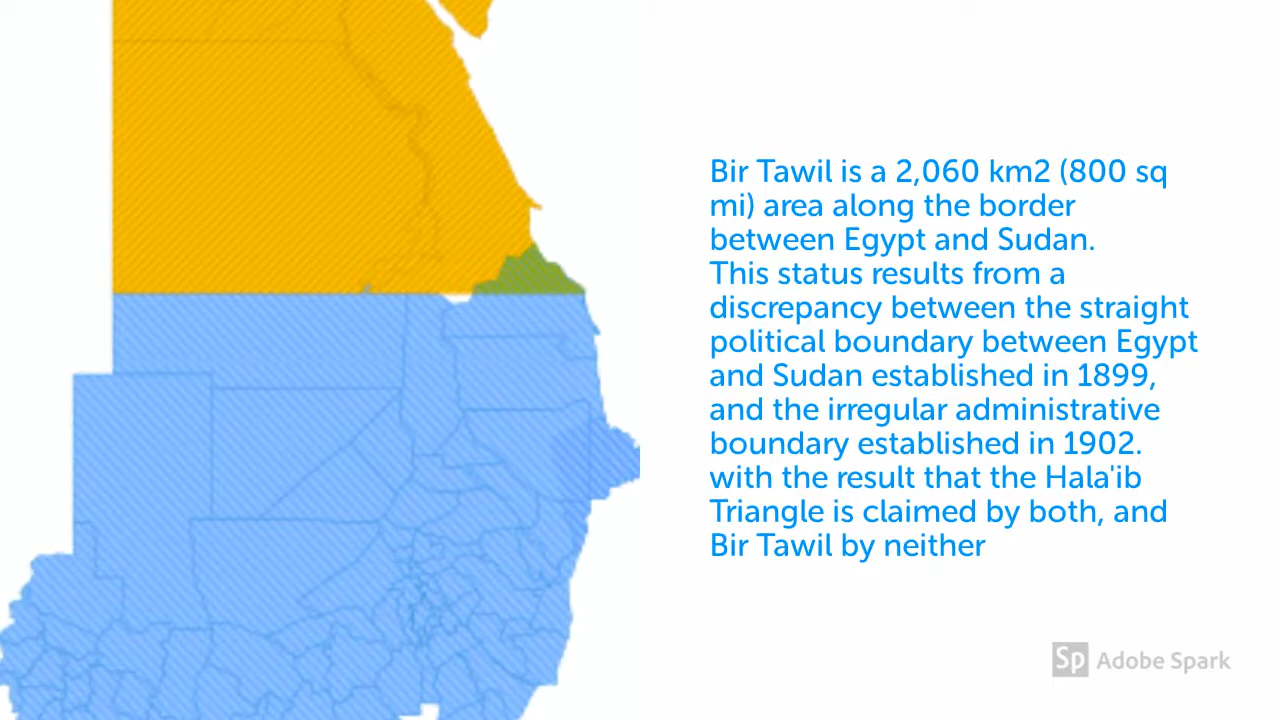 Bir Tawil is a 2,060 km2 (800 sq
mi) area along the border
between Egypt and Sudan.
This status results from a
discrepancy between the straight
political boundary between Egypt
and Sudan established in 1899,
and the irregular administrative
boundary established in 1902.
with the result that the Hala'ib
Triangle is claimed by both, and
Bir Tawil by neither
Sp Adobe Spark